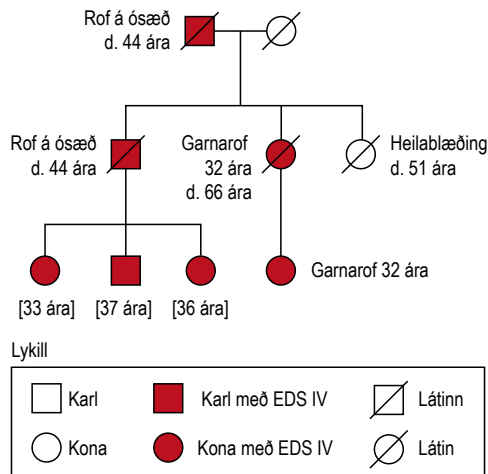 Rof á ósæð
d. 44 ára
Rof á ósæð
d. 44 ára
Garnarof
32 ára
d. 66 ára
Heilablæðing
d. 51 ára
Garnarof 32 ára
[33 ára] [37 ára] [36 ára]
Lykill
Karl Karl með EDS IV Látinn
Kona Kona með EDS IV Látin